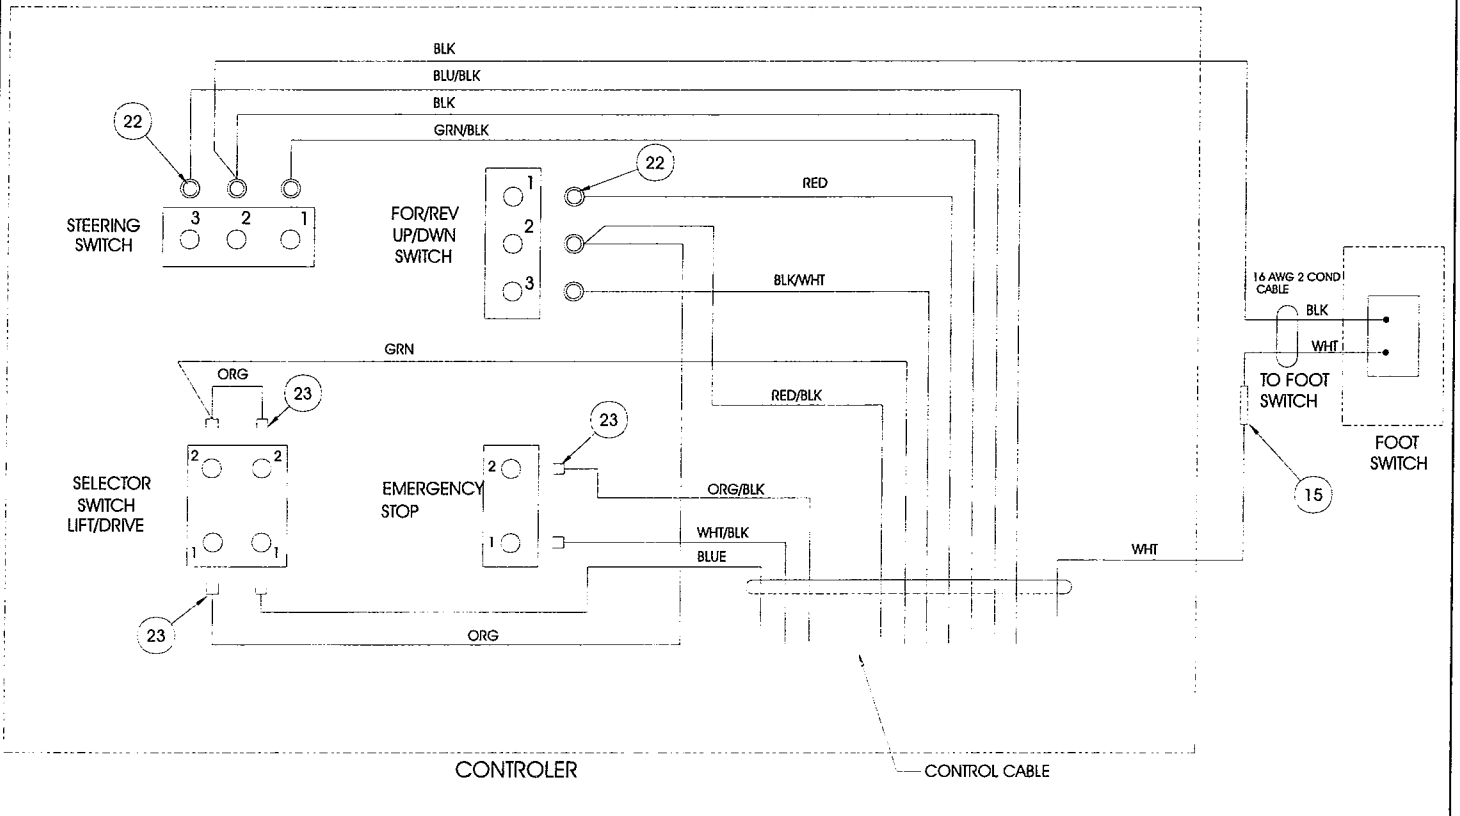 BLK
BLU/BLK
BLK
GRN/BLK
22
22
RED
3 2 1
STEERING
SWITCH
FOR/REV
UP/DWN
SWITCH
1
2
3
BLK/WHT
16 AWG 2 COND
CABLE
BLK
WHT
TO FOOT
SWITCH
FOOT
SWITCH
15
GRN
ORG
23
RED/BLK
23
2 2
1 1
SELECTOR
SWITCH
LIFT/DRIVE
EMERGENCY
STOP
2
1
ORG/BLK
WHT/BLK
BLUE
WHT
23
ORG
CONTROLER
CONTROL CABLE